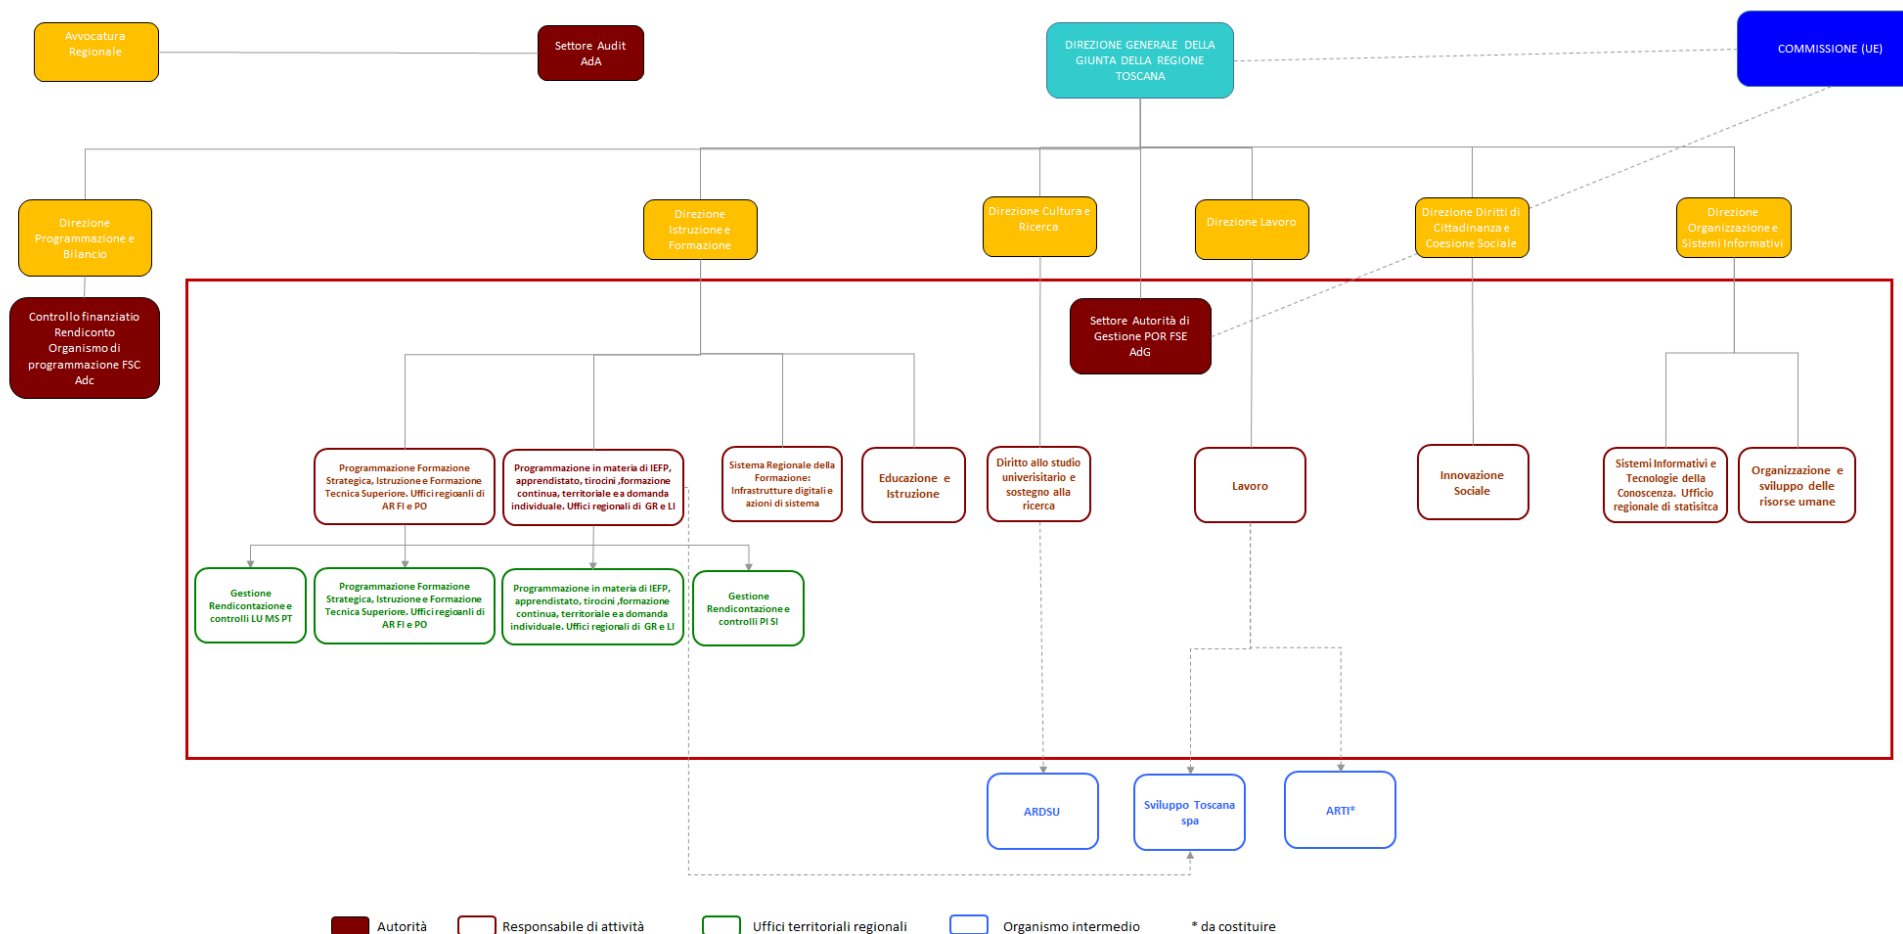 Avvocatura
Regionale
Settore Audit
AdA
DIREZIONE GENERALE DELLA
GIUNTA DELLA REGIONE
TOSCANA
COMMISSIONE (UE)
Direzione
Programmazione e
Bilancio
Direzione
Istruzione e
Formazione
Direzione Cultura e
Ricerca
Direzione Lavoro
Direzione Diritti di
Cittadinanza e
Coesione Sociale
Direzione
Organizzazione e
Sistemi Informativi
Controllo finanziatio
Rendiconto
Organismo di
programmazione FSC
Adc
Settore Autorità di
Gestione POR FSE
AdG
Programmazione Formazione
Strategica, Istruzione e Formazione
Tecnica Superiore. Uffici regioanli di
AR FI e PO
Programmazione in materia di IEFP,
apprendistato, tirocini ,formazione
continua, territoriale e a domanda
individuale. Uffici regionali di GR e LI
Sistema Regionale della
Formazione:
Infrastrutture digitali e
azioni di sistema
Educazione e
Istruzione
Diritto allo studio
univerisitario e
sostegno alla
ricerca
Lavoro
Innovazione
Sociale
Sistemi Informativi e
Tecnologie della
Conoscenza. Ufficio
regionale di statisitca
Organizzazione e
sviluppo delle
risorse umane
Gestione
Rendicontazione e
controlli LU MS PT
Programmazione Formazione
Strategica, Istruzione e Formazione
Tecnica Superiore. Uffici regioanli di
AR FI e PO
Programmazione in materia di IEFP,
apprendistato, tirocini ,formazione
continua, territoriale e a domanda
individuale. Uffici regionali di GR e LI
Gestione
Rendicontazione e
controlli PI SI
ARDSU
Sviluppo Toscana
spa
ARTI*
Autorità
Responsabile di attività
Uffici territoriali regionali
Organismo intermedio
* da costituire